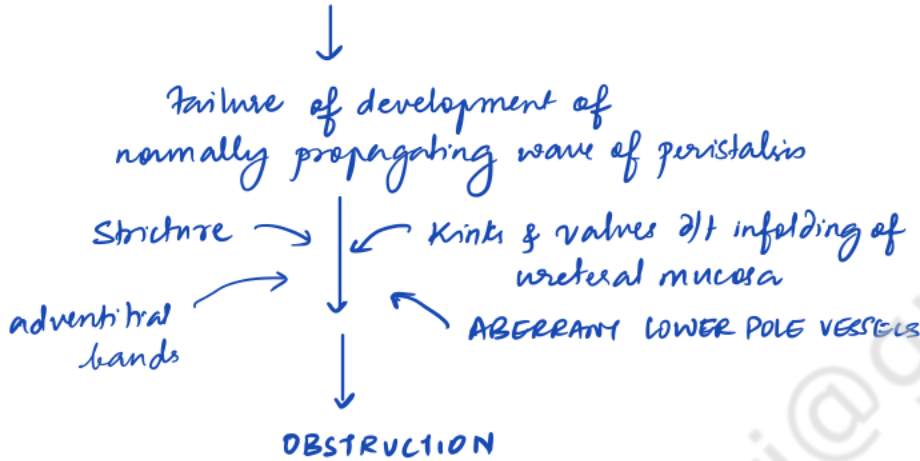 Failure of development of
normally propagating wave of peristalsis
Stricture
Kinks & valves d/t infolding of
ureteral mucosa
adventitial
bands
ABERRANT LOWER POLE VESSELS
OBSTRUCTION